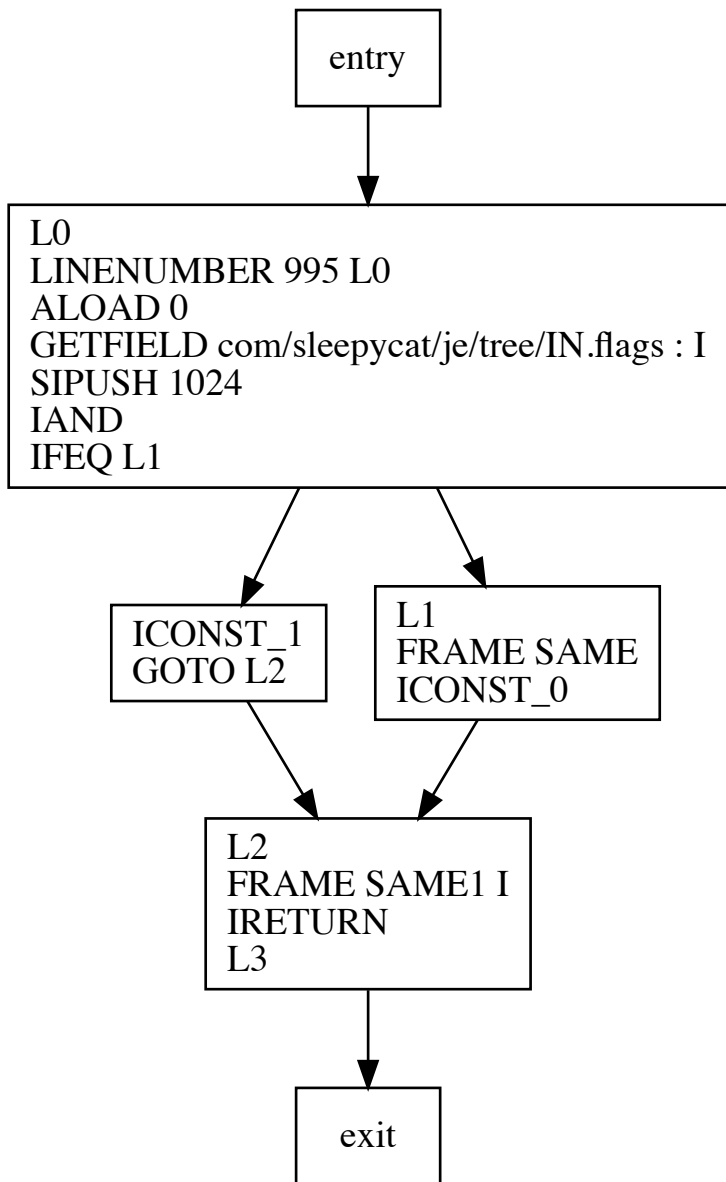 entry
L0
LINENUMBER 995 L0
ALOAD 0
GETFIELD com/sleepycat/je/tree/IN.flags : I
SIPUSH 1024
IAND
IFEQ L1
ICONST_1
GOTO L2
L1
FRAME SAME
ICONST_0
L2
FRAME SAME1 I
IRETURN
L3
exit